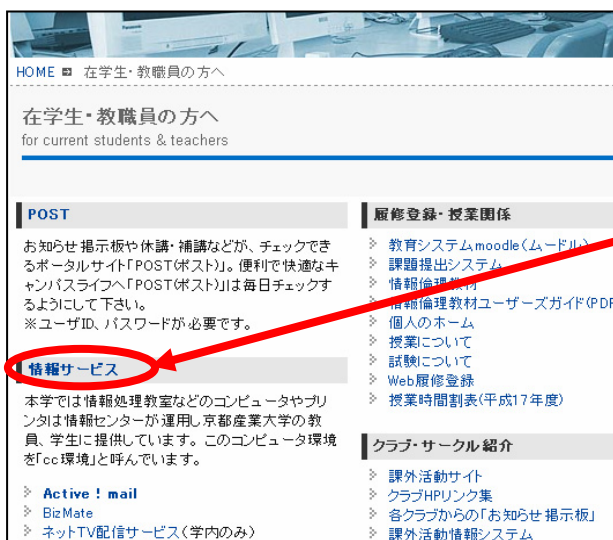 HOME 在学生・教職員の方へ
在学生・教職員の方へ
for current students & teachers
POST
お知らせ掲示板や休講・補講などが、チェックでき
るポータルサイト「POST(ポスト)」。便利で快適なキ
ャンパスライフへ「POST(ポスト)」は毎日チェックす
るようにして下さい。
※ユーザID、パスワードが必要です。
情報サービス
本学では情報処理教室などのコンピュータやプリ
ンタは情報センターが運用し京都産業大学の教
員、学生に提供しています。このコンピュータ環境
を「cc環境」と呼んでいます。
Active ! mail
BizMate
ネットTV配信サービス(学内のみ)
履修登録・授業関係
教育システムmoodle(ムードル)
課題提出システム
情報倫理教材
情報倫理教材ユーザーズガイド(PDF
個人のホーム
授業について
試験について
Web履修登録
授業時間割表(平成17年度)
クラブ・サークル紹介
課外活動サイト
クラブHPリンク集
各クラブからの「お知らせ掲示板」
課外活動情報システム